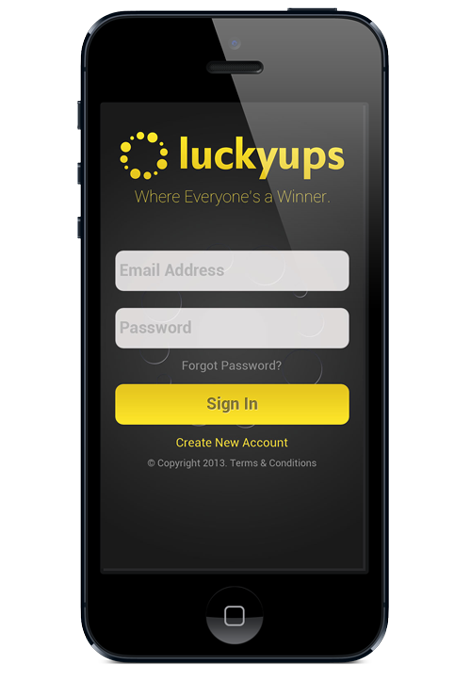 luckyups
Where Everyone's a Winner.
Email Address
Password
Forgot Password?
Sign In
Create New Account
© Copyright 2013. Terms & Conditions